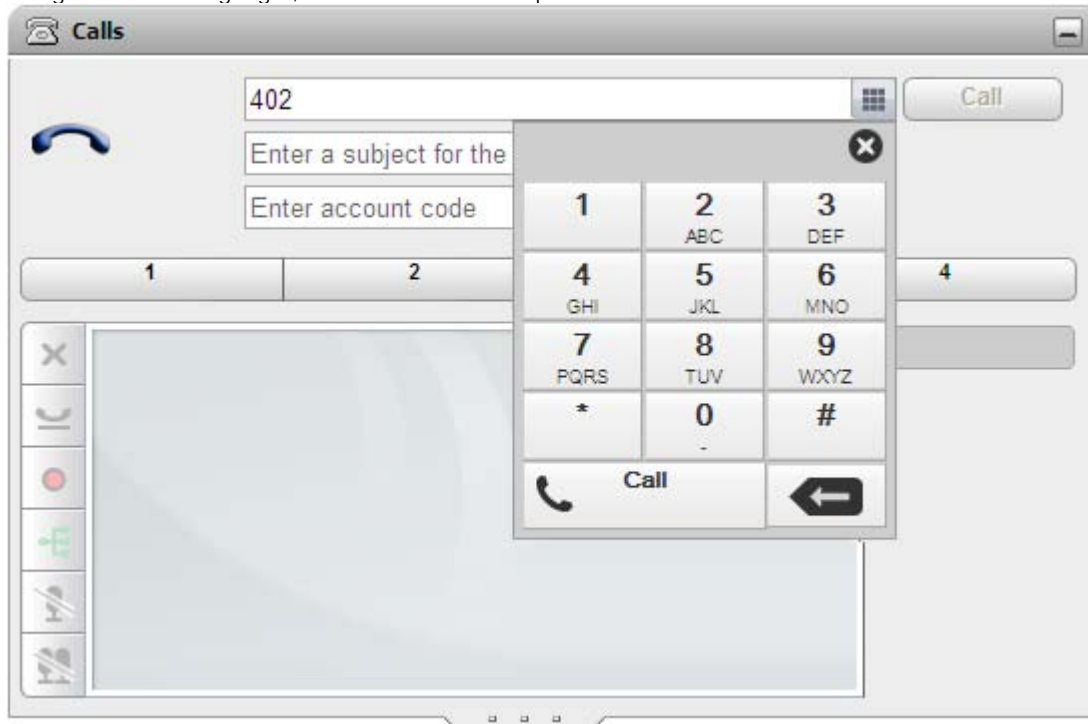 Calls
402
Call
Enter a subject for the
Enter account code
1
2
ABC
3
DEF
4
GHI
5
JKL
6
MNO
7
PQRS
8
TUV
9
WXYZ
*
0
-
#
Call
1
2
4